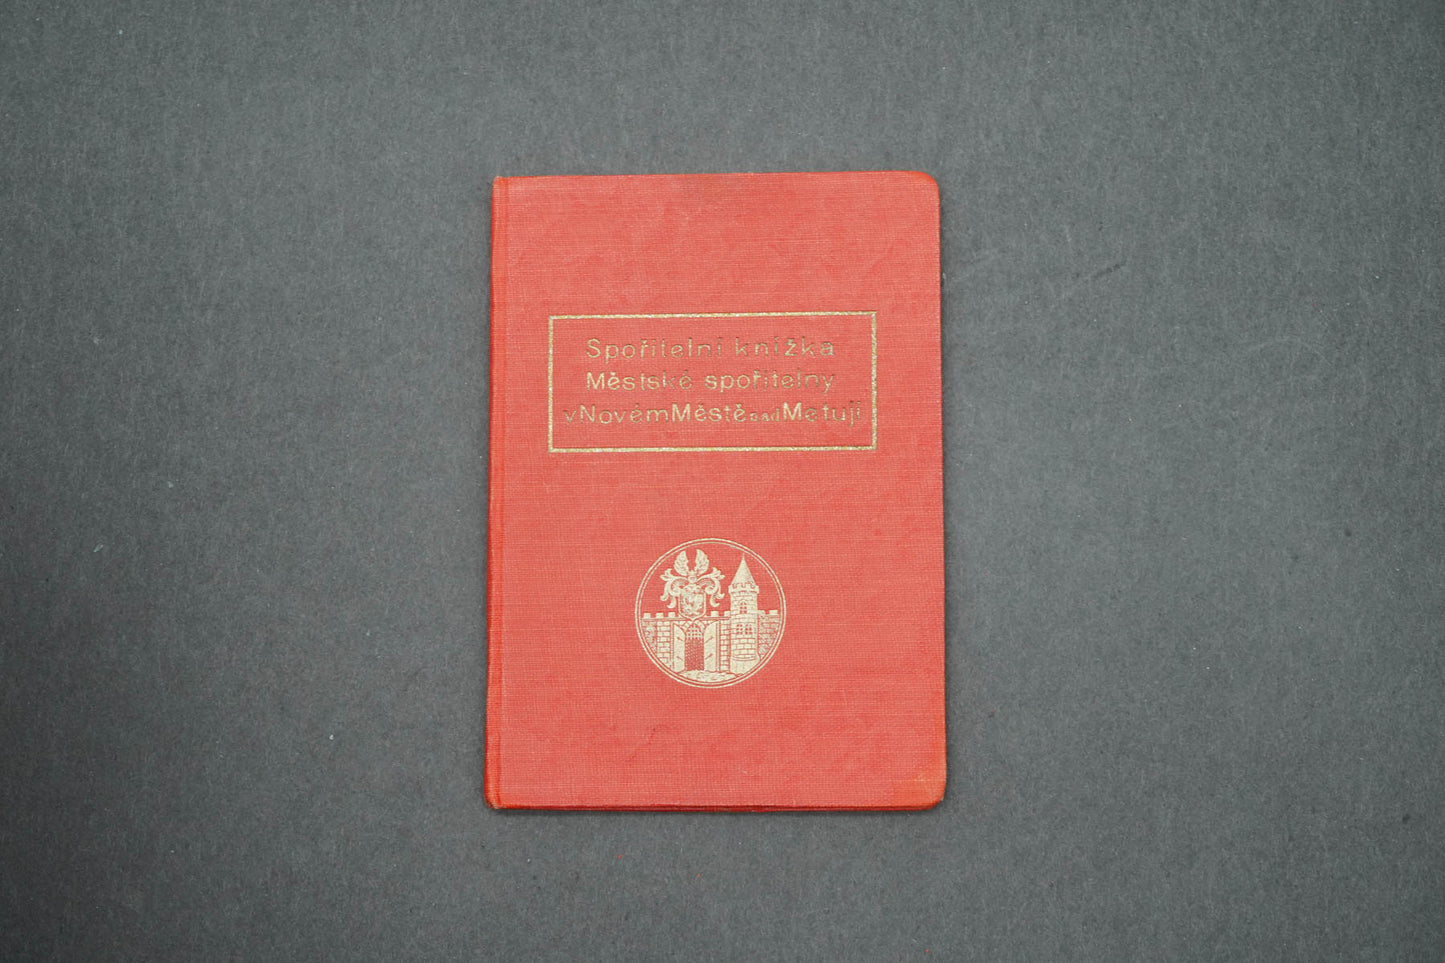 Spořitelní knížka
Městské spořitelny
v Novém Městě nad Metují